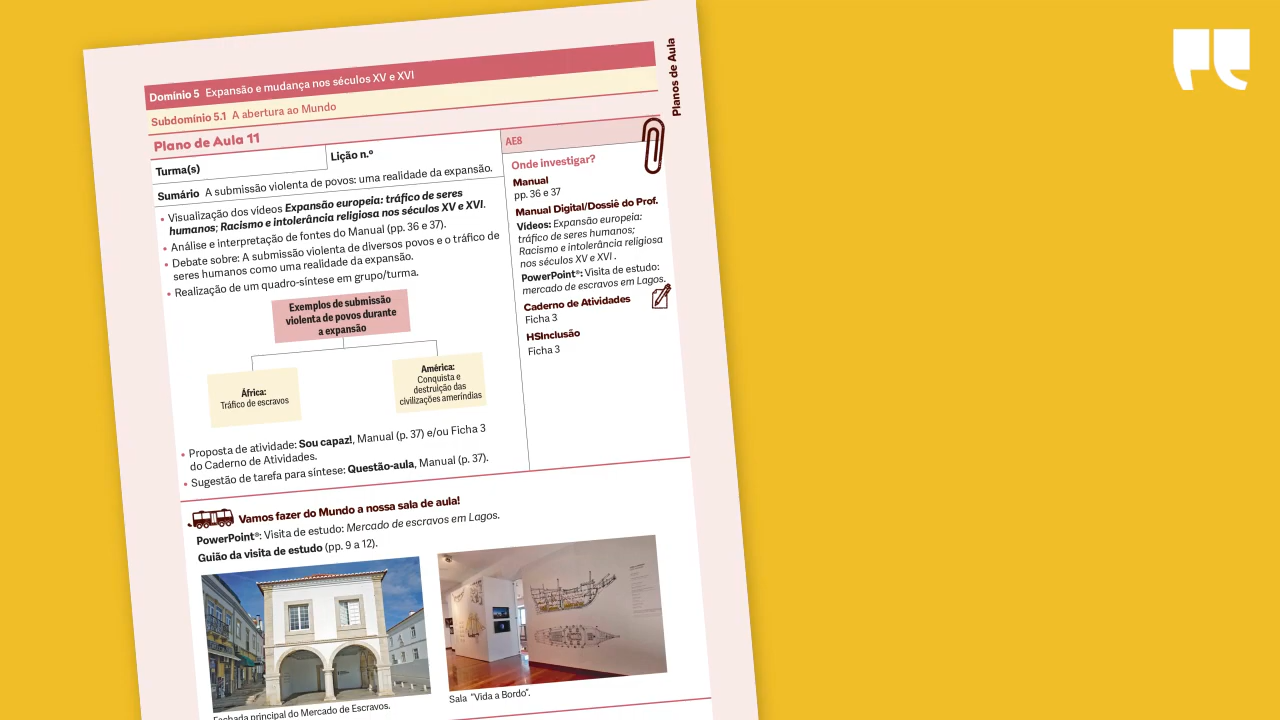 Planos de Aula
Domínio 5 Expansão e mudança nos séculos XV e XVI
Subdomínio 5.1 A abertura ao Mundo
Plano de Aula 11
Turma(s)
Lição n.º
Sumário A submissão violenta de povos: uma realidade da expansão.
• Visualização dos vídeos Expansão europeia: tráfico de seres
humanos; Racismo e intolerância religiosa nos séculos XV e XVI.
• Análise e interpretação de fontes do Manual (pp. 36 e 37).
• Debate sobre: A submissão violenta de diversos povos e o tráfico de
seres humanos como uma realidade da expansão.
• Realização de um quadro-síntese em grupo/turma.
Exemplos de submissão
violenta de povos durante
a expansão
África:
Tráfico de escravos
América:
Conquista e
destruição das
civilizações ameríndias
• Proposta de atividade: Sou capaz!, Manual (p. 37) e/ou Ficha 3
do Caderno de Atividades.
• Sugestão de tarefa para síntese: Questão-aula, Manual (p. 37).
AE8
Onde investigar?
Manual
pp. 36 e 37
Manual Digital/Dossiê do Prof.
Vídeos: Expansão europeia:
tráfico de seres humanos;
Racismo e intolerância religiosa
nos séculos XV e XVI .
PowerPoint®: Visita de estudo:
mercado de escravos em Lagos.
Caderno de Atividades
Ficha 3
HSInclusão
Ficha 3
Vamos fazer do Mundo a nossa sala de aula!
PowerPoint®: Visita de estudo: Mercado de escravos em Lagos.
Guião da visita de estudo (pp. 9 a 12).
Fachada principal do Mercado de Escravos.
Sala "Vida a Bordo".